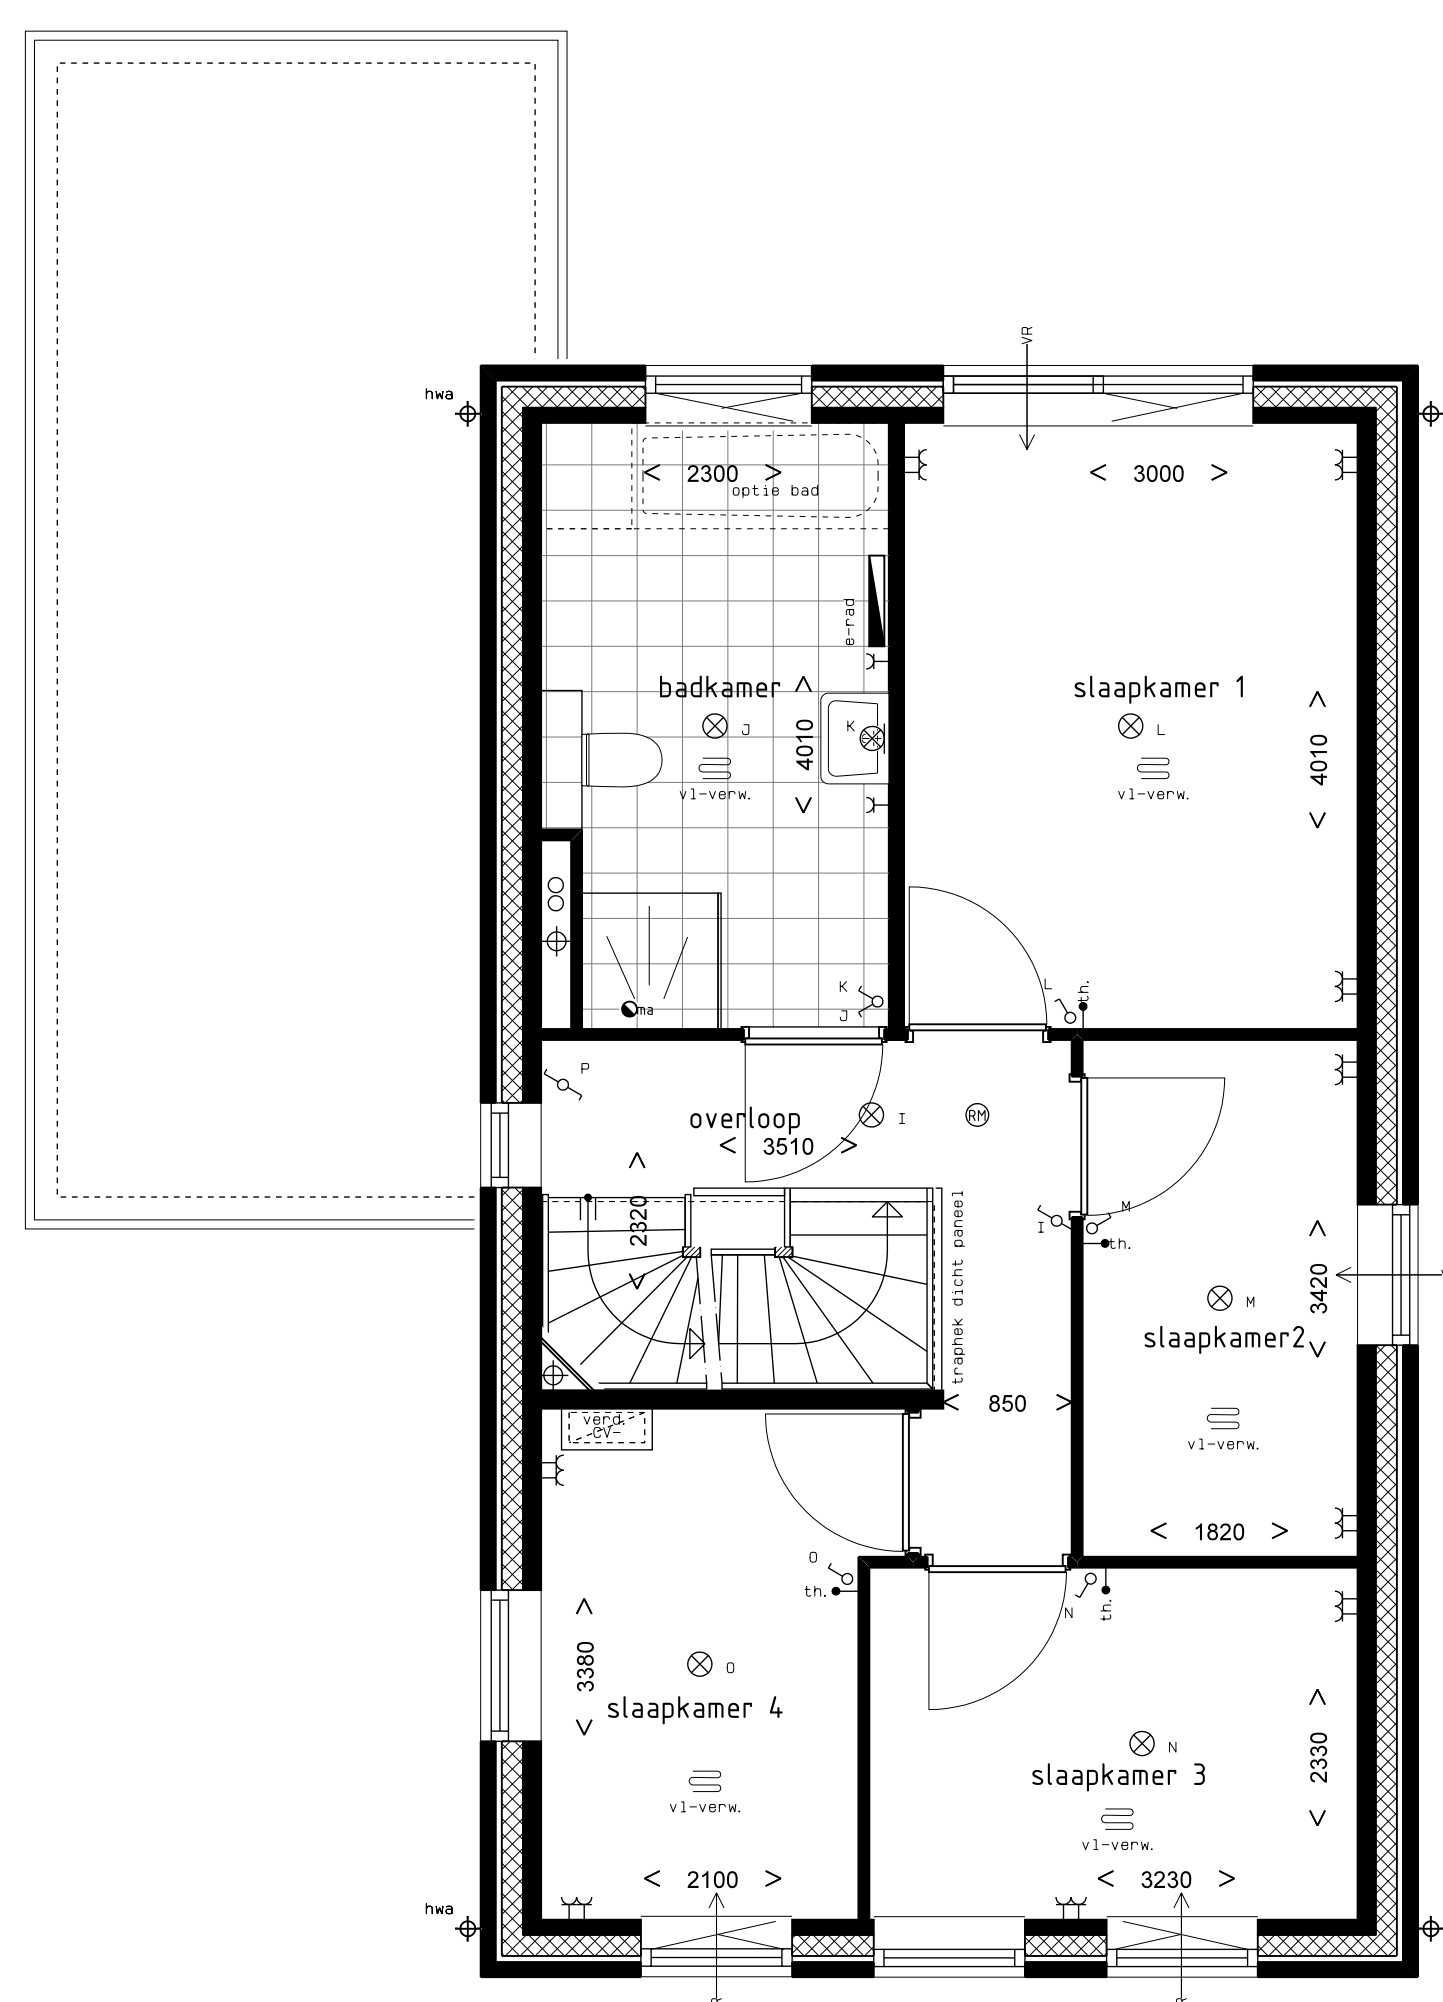 VR
hwa
2300
optie bad
3000
e-rad
badkamer
slaapkamer 1
J
K
L
4010
4010
vl-verw.
vl-verw.
K
J
ma
L
th.
P
overloop
I
RM
3510
2320
traphek dicht paneel
I
M
th.
M
3420
slaapkamer2
850
verd.
CV-
vl-verw.
1820
O
th.
N
th.
3380
O
slaapkamer 4
N
slaapkamer 3
2330
vl-verw.
vl-verw.
2100
3230
hwa